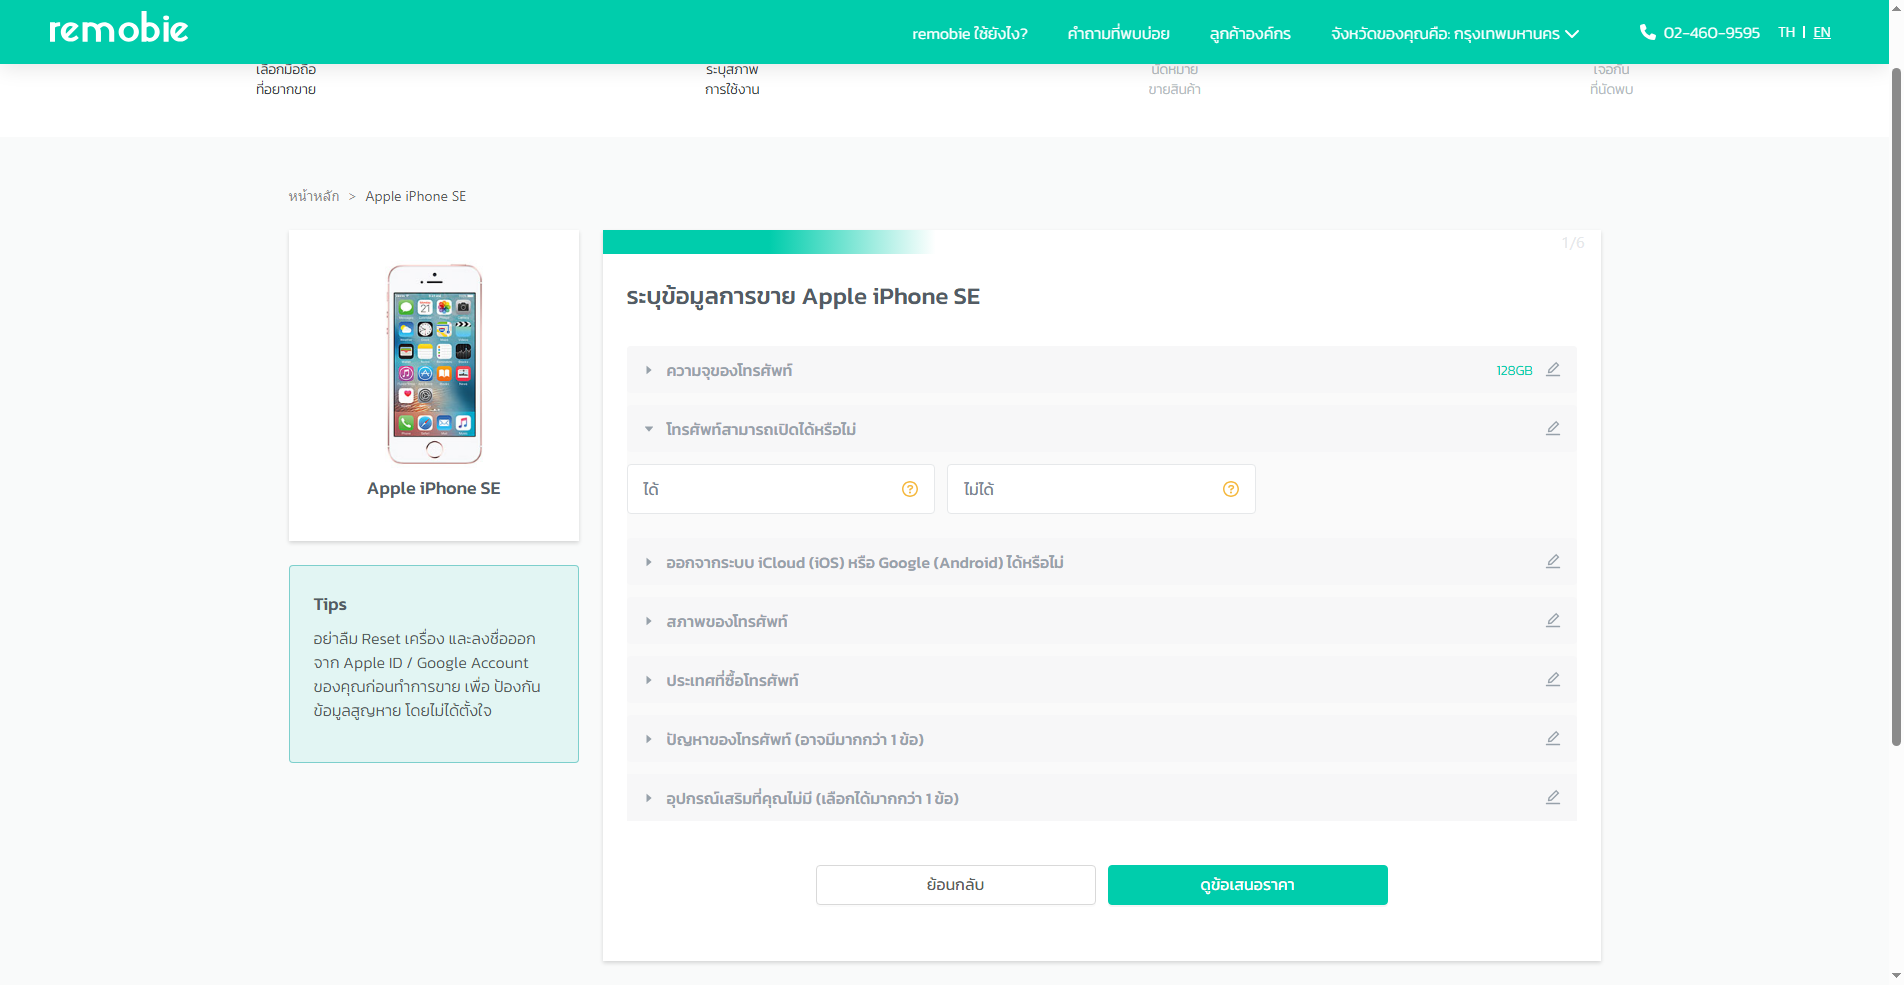 remobie
remobie ใช้ยังไง?
คำถามที่พบบ่อย
ลูกค้าองค์กร
จังหวัดของคุณคือ: กรุงเทพมหานคร
02-460-9595
TH | EN
เลือกมือถือ
ที่อยากขาย
ระบุสภาพ
การใช้งาน
นัดหมาย
ขายสินค้า
เจอกัน
ที่นัดพบ
หน้าหลัก > Apple iPhone SE
Apple iPhone SE
Tips
อย่าลืม Reset เครื่อง และลงชื่อออก
จาก Apple ID / Google Account
ของคุณก่อนทำการขาย เพื่อ ป้องกัน
ข้อมูลสูญหาย โดยไม่ได้ตั้งใจ
1/6
ระบุข้อมูลการขาย Apple iPhone SE
ความจุของโทรศัพท์ 128GB
โทรศัพท์สามารถเปิดได้หรือไม่
ได้
ไม่ได้
ออกจากระบบ iCloud (iOS) หรือ Google (Android) ได้หรือไม่
สภาพของโทรศัพท์
ประเทศที่ซื้อโทรศัพท์
ปัญหาของโทรศัพท์ (อาจมีมากกว่า 1 ข้อ)
อุปกรณ์เสริมที่คุณไม่มี (เลือกได้มากกว่า 1 ข้อ)
ย้อนกลับ
ดูข้อเสนอราคา